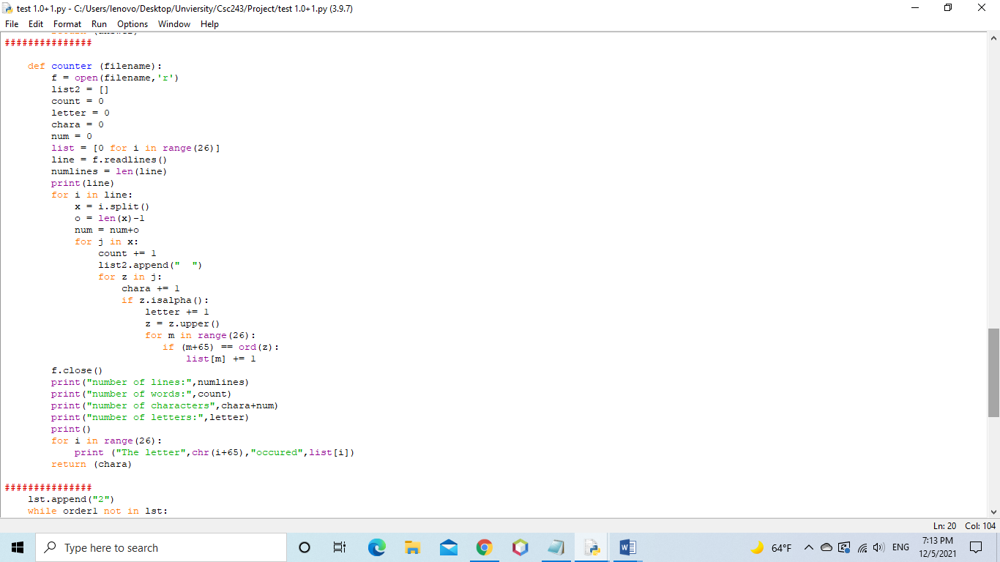 test 1.0+1.py - C:/Users/lenovo/Desktop/Unviersity/Csc243/Project/test 1.0+1.py (3.9.7)
File Edit Format Run Options Window Help
###############
    def counter (filename):
        f = open(filename,'r')
        list2 = []
        count = 0
        letter = 0
        chara = 0
        num = 0
        list = [0 for i in range(26)]
        line = f.readlines()
        numlines = len(line)
        print(line)
        for i in line:
            x = i.split()
            o = len(x)-1
            num = num+o
            for j in x:
                count += 1
                list2.append("  ")
                for z in j:
                    chara += 1
                    if z.isalpha():
                        letter += 1
                        z = z.upper()
                        for m in range(26):
                           if (m+65) == ord(z):
                               list[m] += 1
        f.close()
        print("number of lines:",numlines)
        print("number of words:",count)
        print("number of characters",chara+num)
        print("number of letters:",letter)
        print()
        for i in range(26):
            print ("The letter",chr(i+65),"occured",list[i])
        return (chara)
###############
    lst.append("2")
    while order1 not in lst:
Ln: 20 Col: 104
Type here to search
64°F
ENG
7:13 PM
12/5/2021